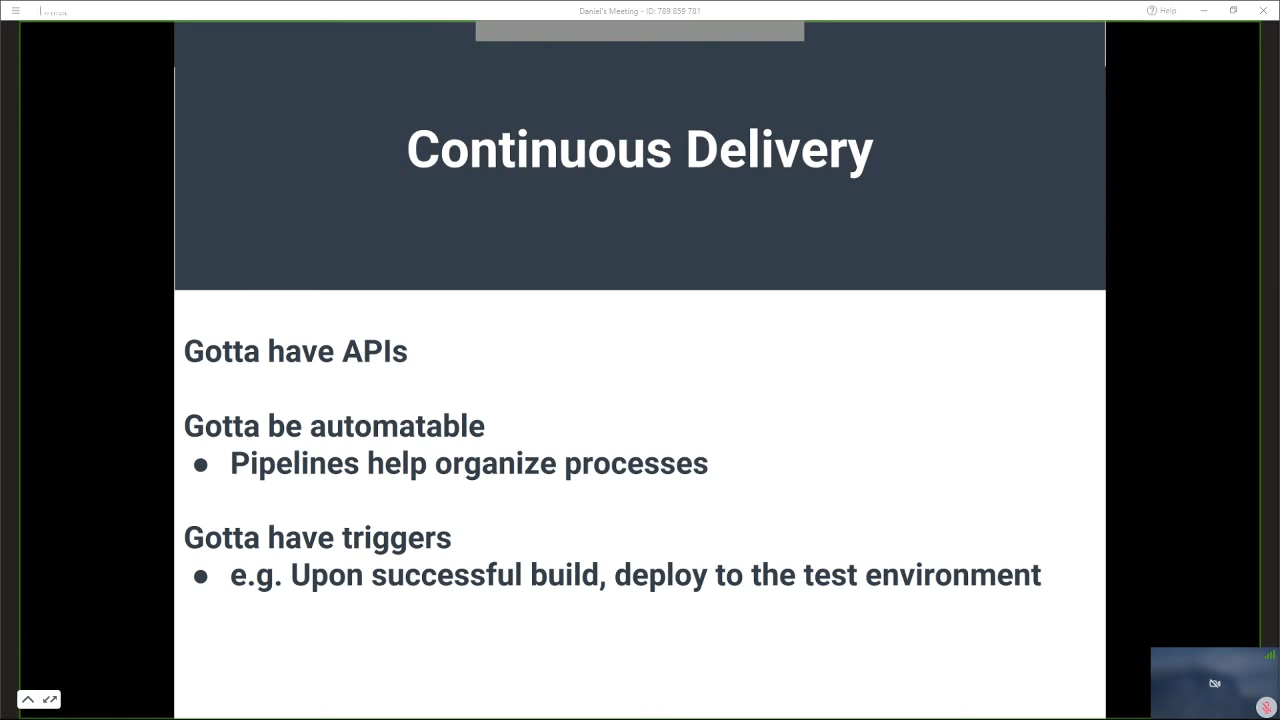 Daniel's Meeting - ID: 789 859 781
Help
Continuous Delivery
Gotta have APIs
Gotta be automatable
● Pipelines help organize processes
Gotta have triggers
● e.g. Upon successful build, deploy to the test environment